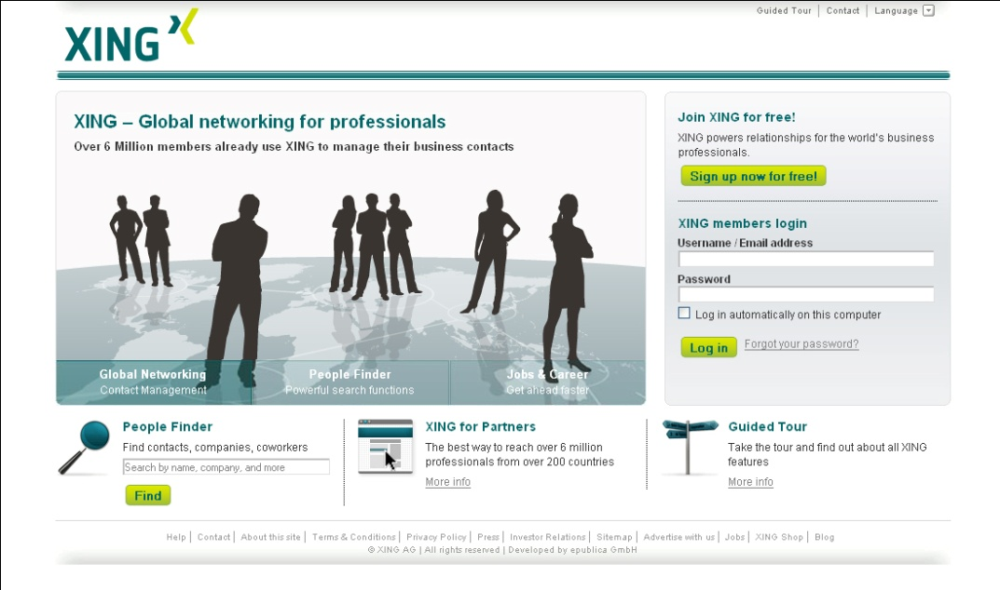 Guided Tour | Contact | Language
XING
XING – Global networking for professionals
Over 6 Million members already use XING to manage their business contacts
Global Networking
Contact Management
People Finder
Powerful search functions
Jobs & Career
Get ahead faster
Join XING for free!
XING powers relationships for the world's business
professionals.
Sign up now for free!
XING members login
Username / Email address
Password
Log in automatically on this computer
Log in
Forgot your password?
People Finder
Find contacts, companies, coworkers
Search by name, company, and more
Find
XING for Partners
The best way to reach over 6 million
professionals from over 200 countries
More info
Guided Tour
Take the tour and find out about all XING
features
More info
Help | Contact | About this site | Terms & Conditions | Privacy Policy | Press | Investor Relations | Sitemap | Advertise with us | Jobs | XING Shop | Blog
© XING AG | All rights reserved | Developed by epublica GmbH